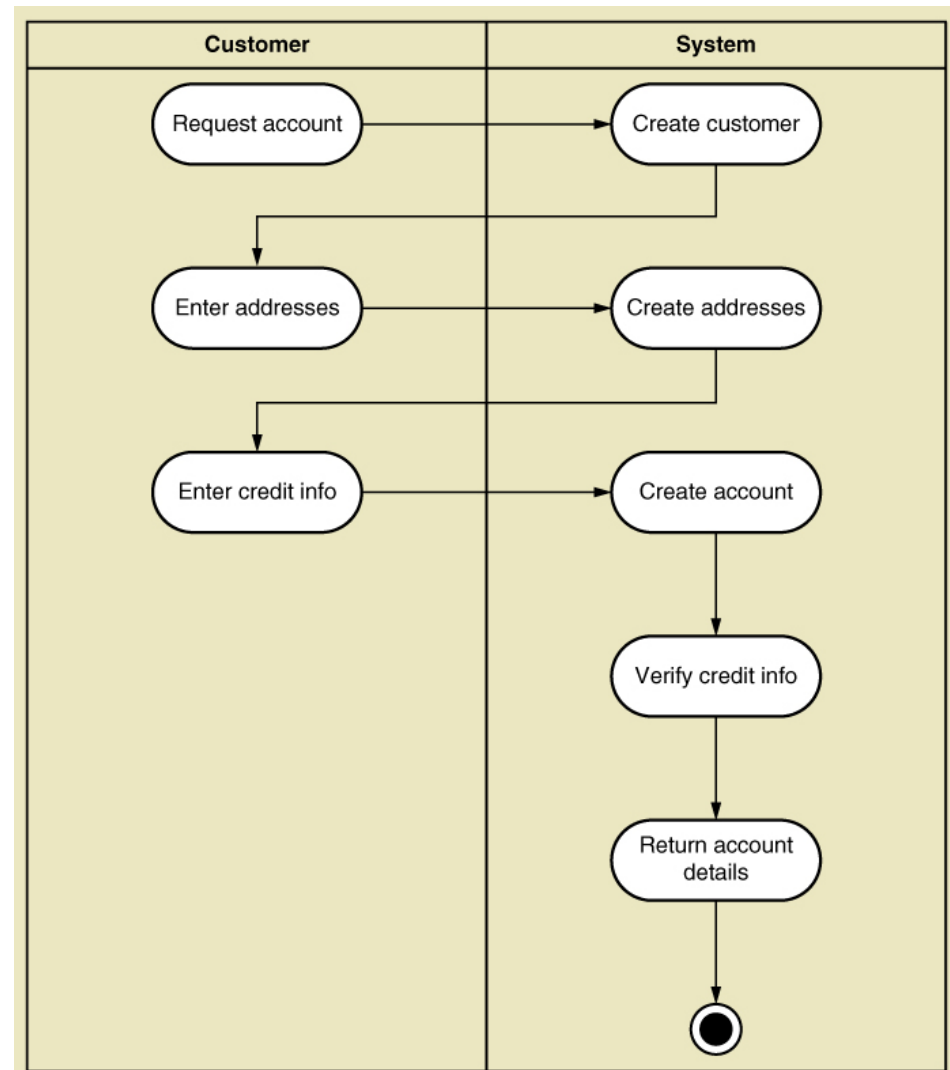 Customer
System
Request account
Create customer
Enter addresses
Create addresses
Enter credit info
Create account
Verify credit info
Return account
details